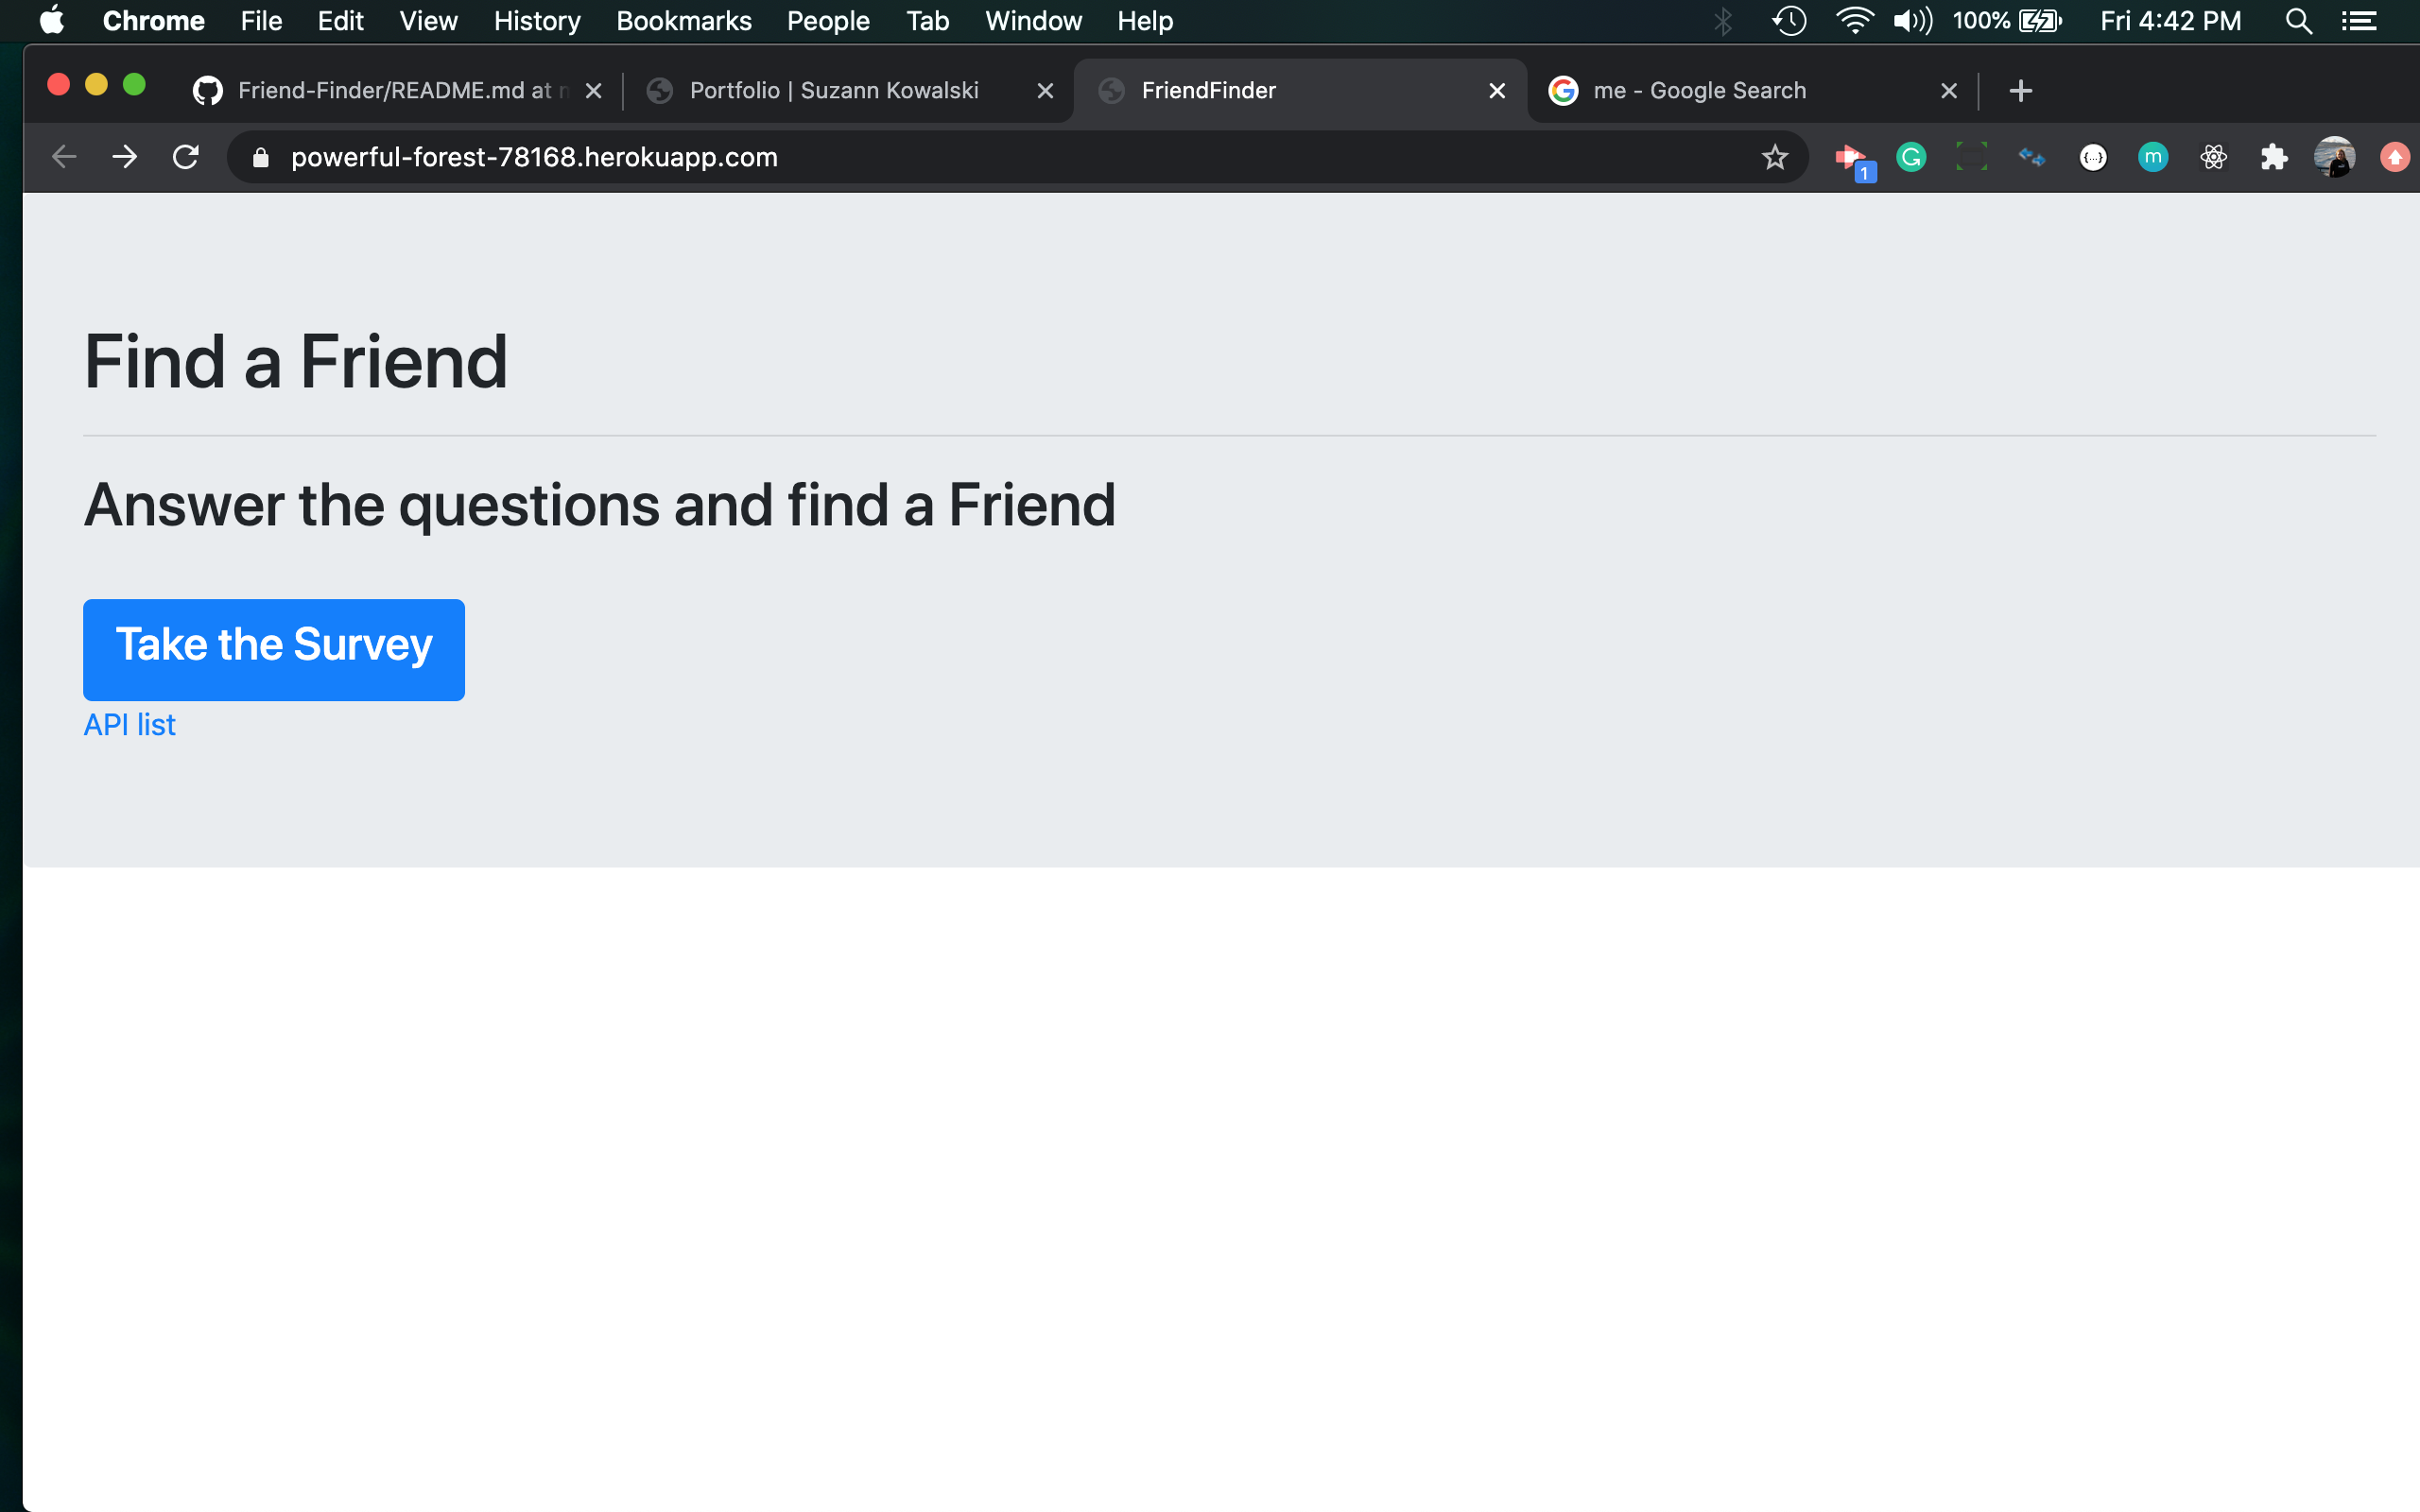 Chrome File Edit View History Bookmarks People Tab Window Help 100% Fri 4:42 PM
Friend-Finder/README.md at Portfolio | Suzann Kowalski FriendFinder me - Google Search
powerful-forest-78168.herokuapp.com 1 G {...} m
Find a Friend
Answer the questions and find a Friend
Take the Survey
API list